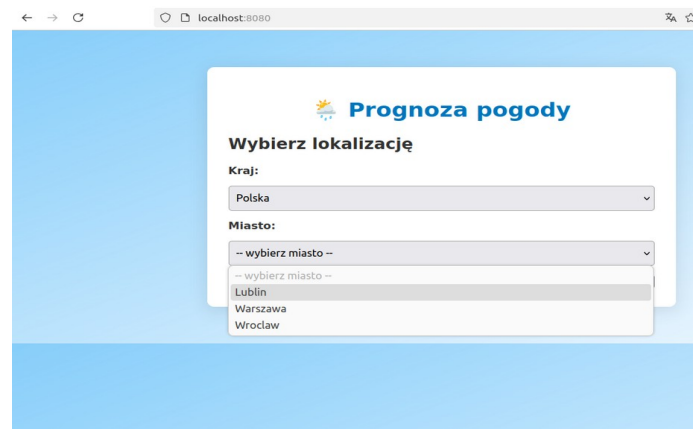 localhost:8080
Prognoza pogody
Wybierz lokalizację
Kraj:
Polska
Miasto:
-- wybierz miasto --
-- wybierz miasto --
Lublin
Warszawa
Wroclaw